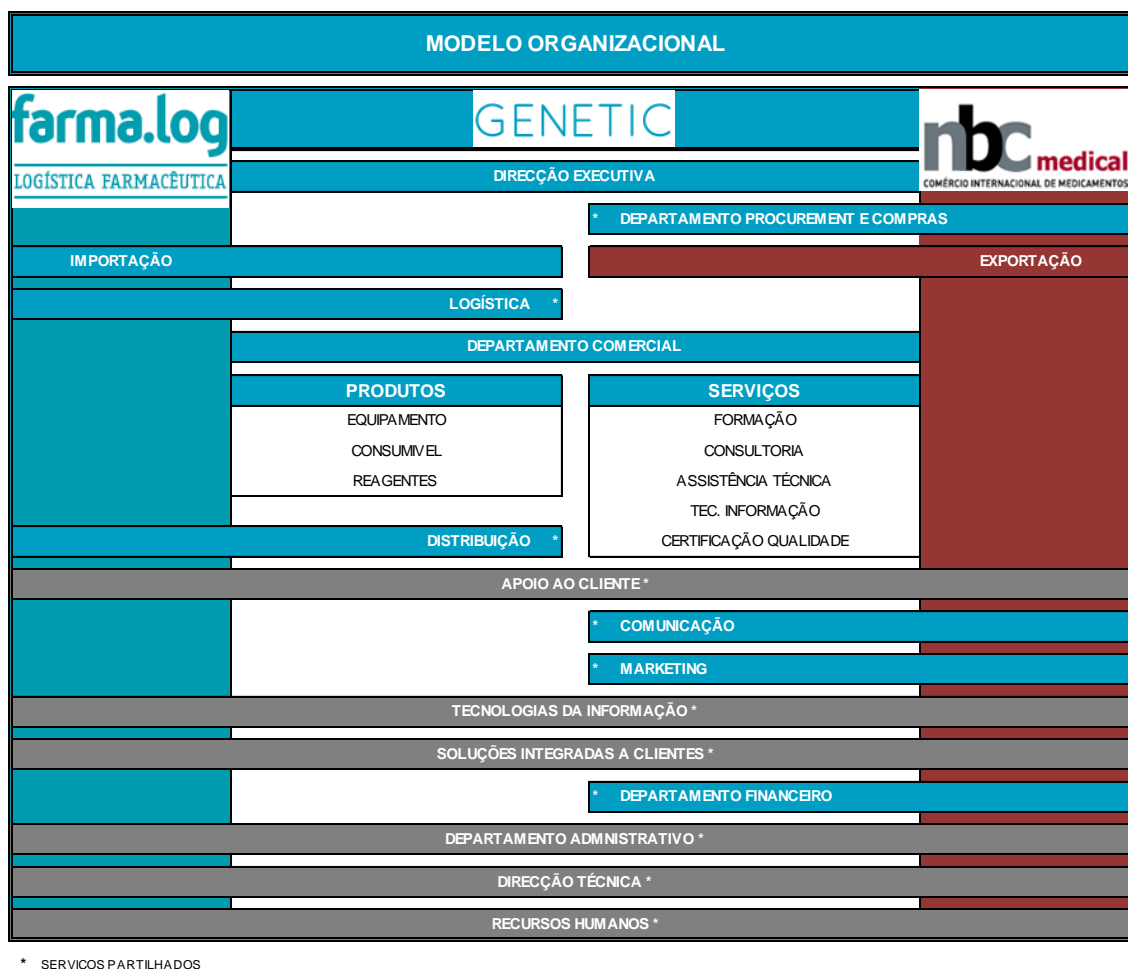 MODELO ORGANIZACIONAL
farma.log
LOGÍSTICA FARMACÊUTICA
GENETIC
nbc medical
COMÉRCIO INTERNACIONAL DE MEDICAMENTOS
DIRECÇÃO EXECUTIVA
* DEPARTAMENTO PROCUREMENT E COMPRAS
IMPORTAÇÃO
EXPORTAÇÃO
LOGÍSTICA *
DEPARTAMENTO COMERCIAL
PRODUTOS
EQUIPAMENTO
CONSUMIVEL
REAGENTES
SERVIÇOS
FORMAÇÃO
CONSULTORIA
ASSISTÊNCIA TÉCNICA
TEC. INFORMAÇÃO
CERTIFICAÇÃO QUALIDADE
DISTRIBUIÇÃO *
APOIO AO CLIENTE *
* COMUNICAÇÃO
* MARKETING
TECNOLOGIAS DA INFORMAÇÃO *
SOLUÇÕES INTEGRADAS A CLIENTES *
* DEPARTAMENTO FINANCEIRO
DEPARTAMENTO ADMNISTRATIVO *
DIRECÇÃO TÉCNICA *
RECURSOS HUMANOS *
* SERVIÇOS PARTILHADOS